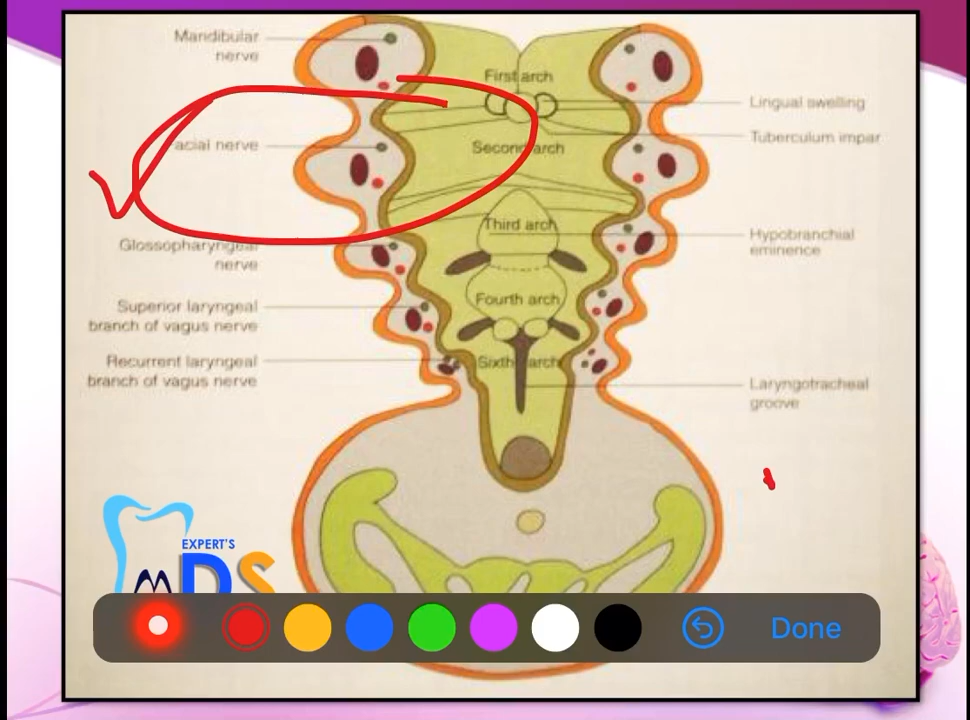 Mandibular
nerve
acial nerve
Glossopharyngeal
nerve
Superior laryngeal
branch of vagus nerve
Recurrent laryngeal
branch of vagus nerve
First arch
Second arch
Third arch
Fourth arch
Sixth arch
Lingual swelling
Tuberculum impar
Hypobranchial
eminence
Laryngotracheal
groove
EXPERT'S
MDS
Done